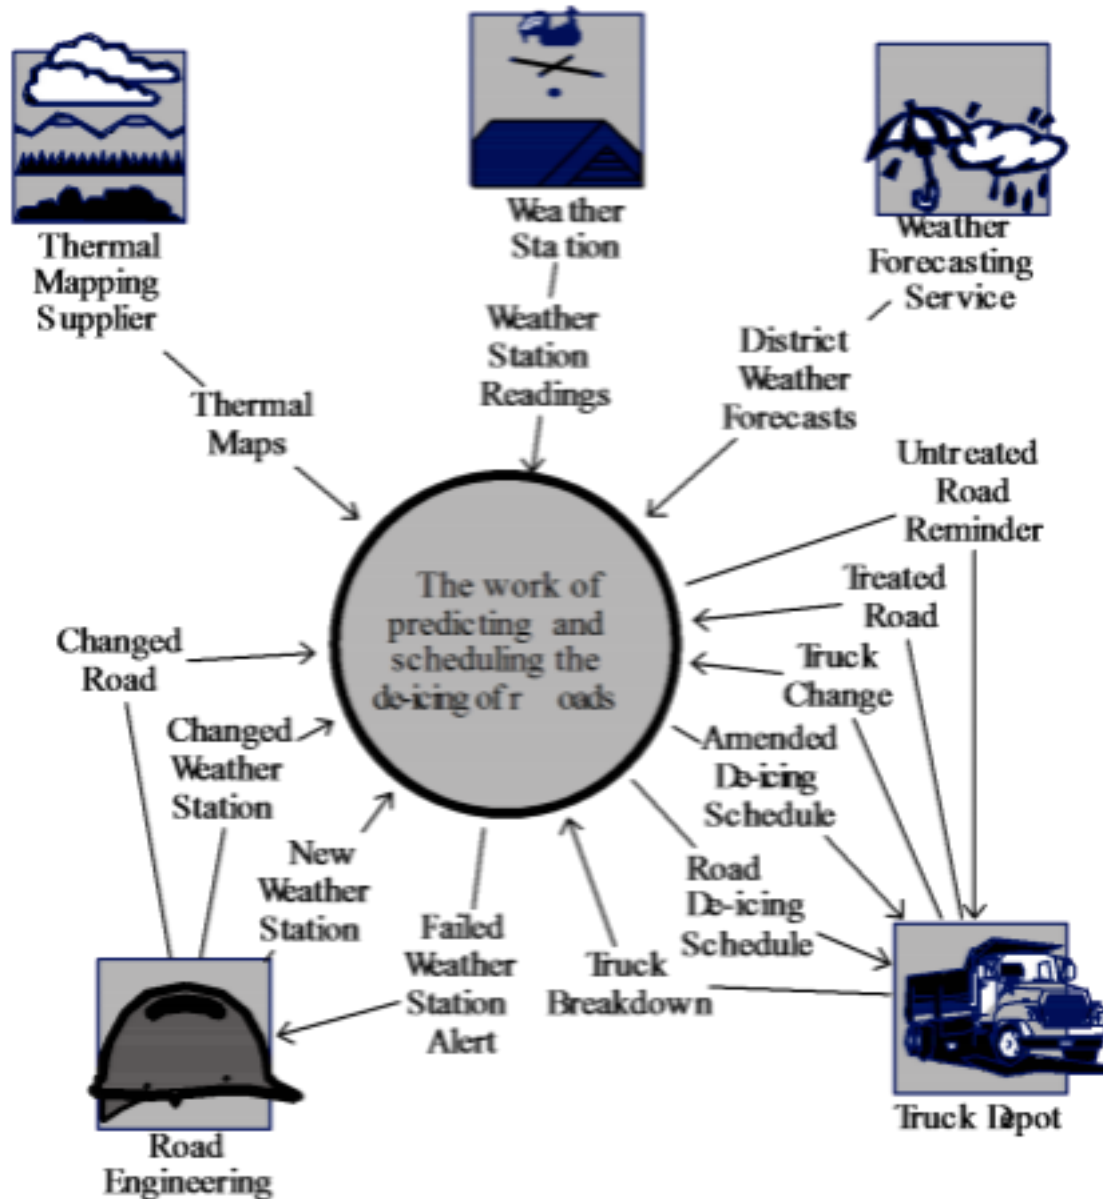 Thermal
Mapping
Supplier
Weather
Station
Weather
Forecasting
Service
Thermal
Maps
Weather
Station
Readings
District
Weather
Forecasts
Untreated
Road
Reminder
Treated
Road
Truck
Change
Amended
De-icing
Schedule
Road
De-icing
Schedule
Truck
Breakdown
The work of
predicting and
scheduling the
de-icing of r oads
Changed
Road
Changed
Weather
Station
New
Weather
Station
Failed
Weather
Station
Alert
Road
Engineering
Truck Depot